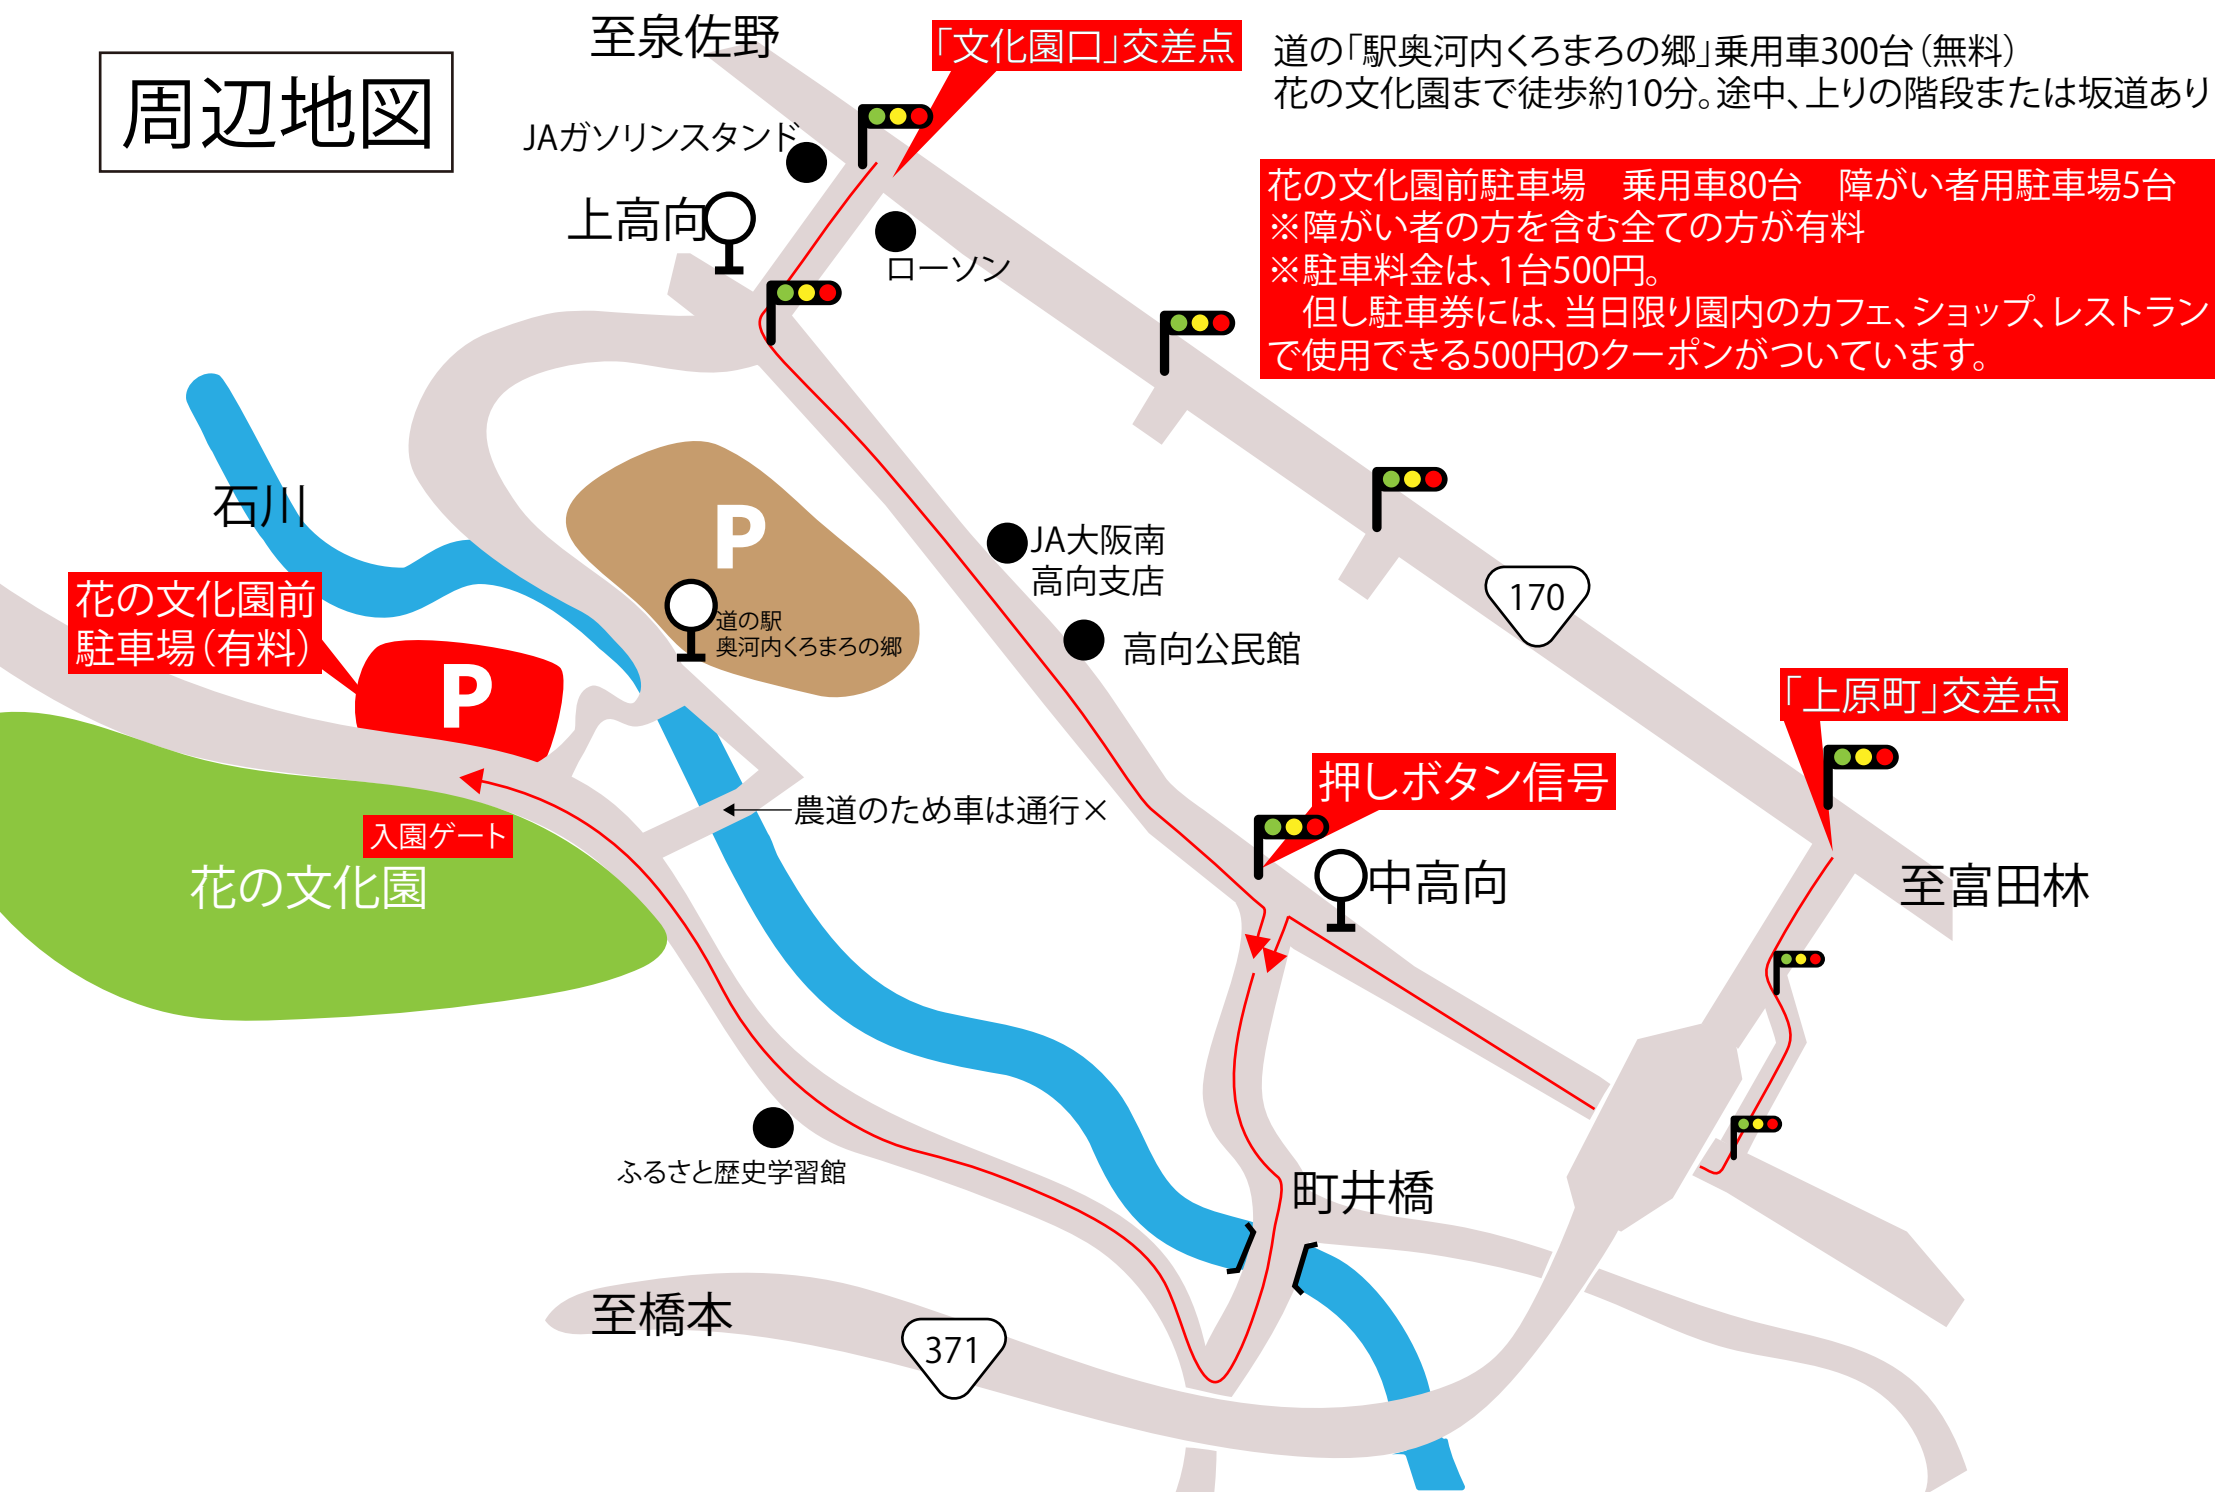 周辺地図
至泉佐野
「文化園口」交差点
道の「駅奥河内くろまろの郷」乗用車300台（無料）
花の文化園まで徒歩約10分。途中、上りの階段または坂道あり
JAガソリンスタンド
上高向
ローソン
花の文化園前駐車場　乗用車80台　障がい者用駐車場5台
※障がい者の方を含む全ての方が有料
※駐車料金は、1台500円。
但し駐車券には、当日限り園内のカフェ、ショップ、レストラン
で使用できる500円のクーポンがついています。
石川
P
JA大阪南
高向支店
170
花の文化園前
駐車場（有料）
道の駅
奥河内くろまろの郷
高向公民館
P
「上原町」交差点
押しボタン信号
農道のため車は通行×
入園ゲート
花の文化園
中高向
至富田林
ふるさと歴史学習館
町井橋
至橋本
371